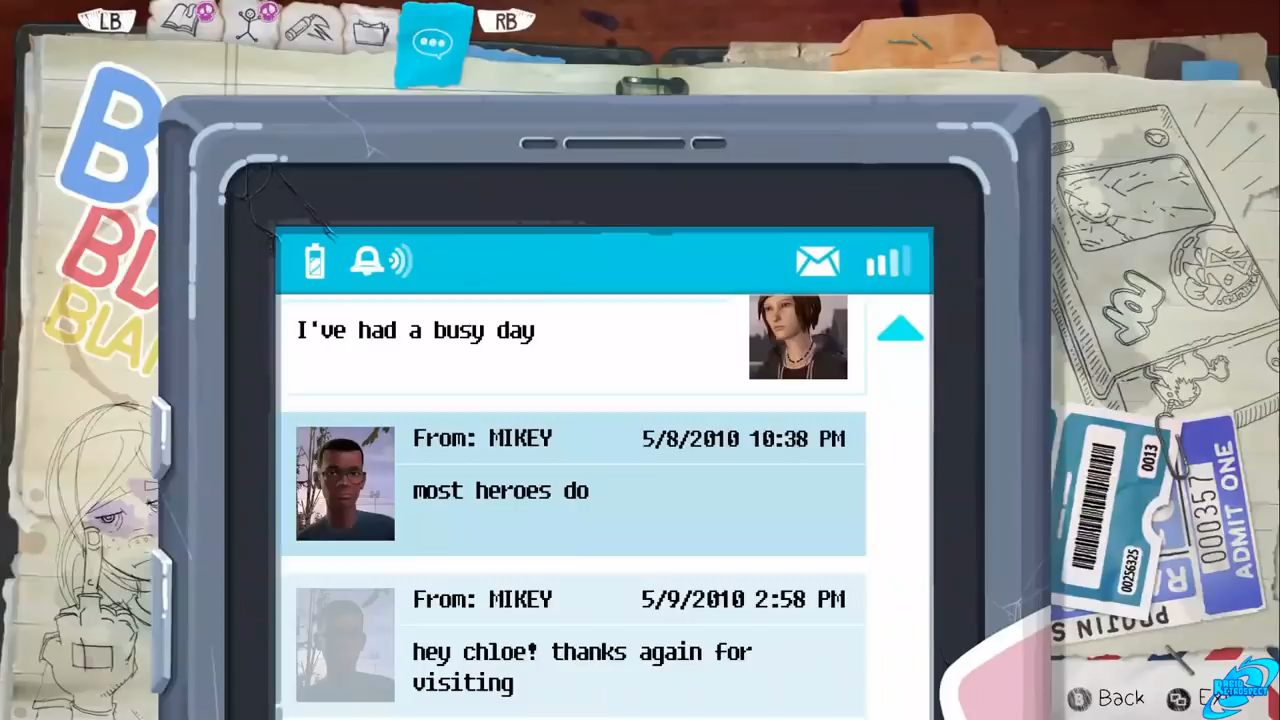 LB
RB
I've had a busy day
From: MIKEY
5/8/2010 10:38 PM
most heroes do
From: MIKEY
5/9/2010 2:58 PM
hey chloe! thanks again for
visiting
0013
00256325
000357
ADMIT ONE
B Back
RETROSPECT